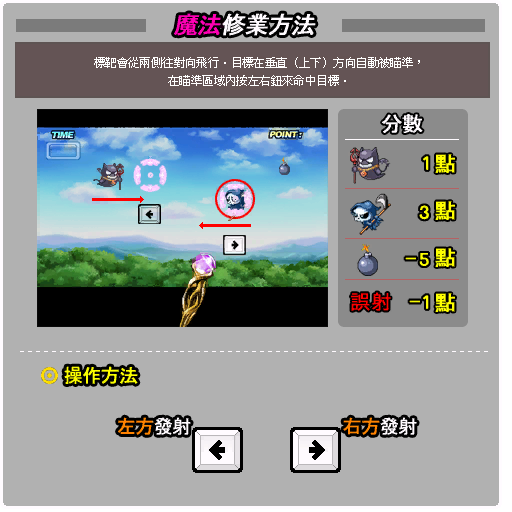 魔法修業方法
標靶會從兩側往對向飛行。目標在垂直（上下）方向自動被瞄準，
在瞄準區域內按左右鈕來命中目標。
TIME
POINT:
分數
1點
3點
-5點
誤射 -1點
操作方法
左方發射
右方發射